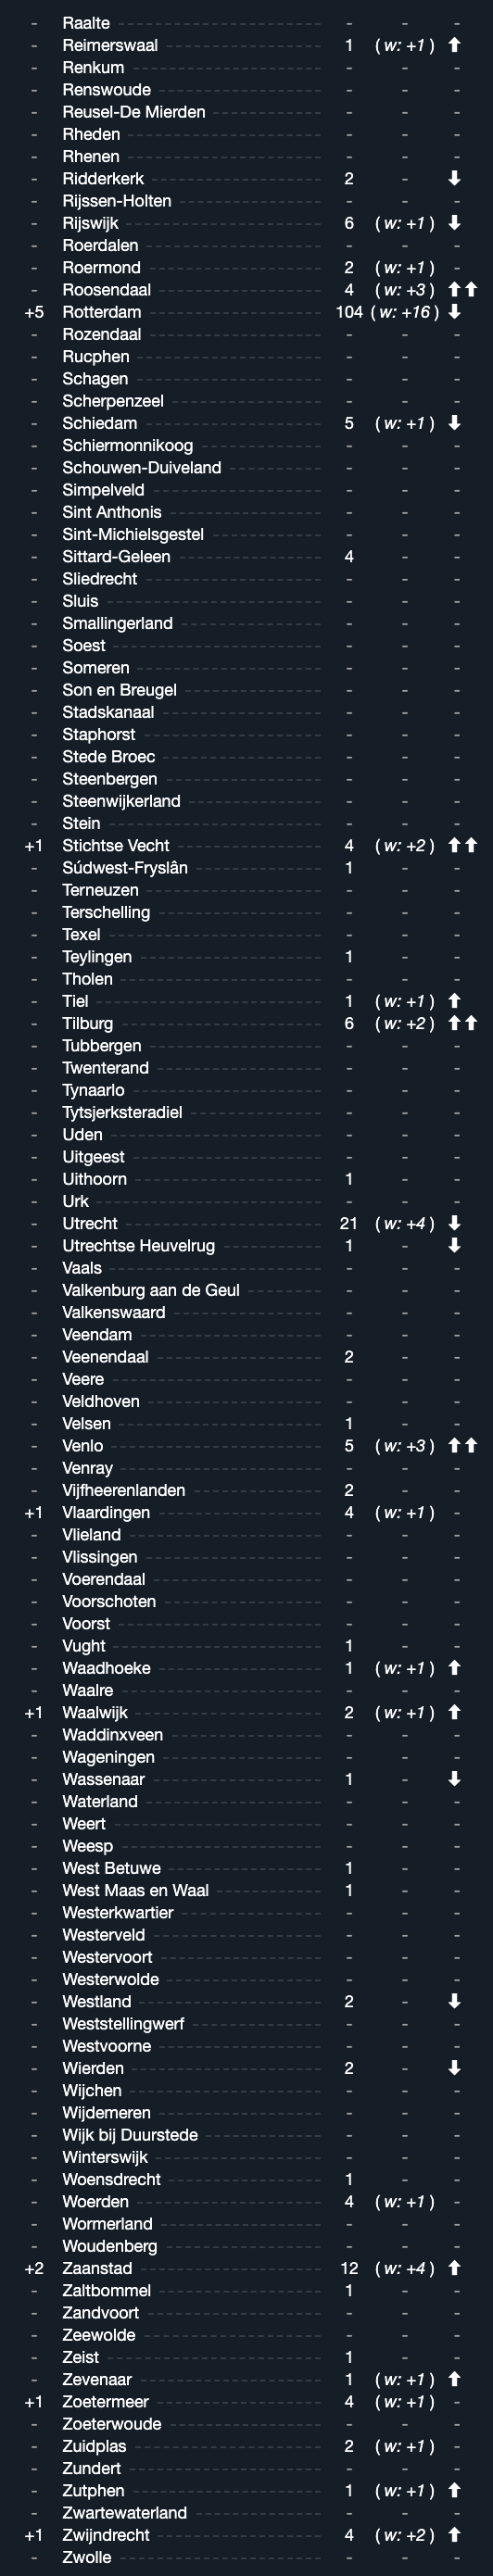 - Raalte - - -
- Reimerswaal 1 ( w: +1 ) ⬆
- Renkum - - -
- Renswoude - - -
- Reusel-De Mierden - - -
- Rheden - - -
- Rhenen - - -
- Ridderkerk 2 - ⬇
- Rijssen-Holten - - -
- Rijswijk 6 ( w: +1 ) ⬇
- Roerdalen - - -
- Roermond 2 ( w: +1 ) -
- Roosendaal 4 ( w: +3 ) ⬆⬆
+5 Rotterdam 104 ( w: +16 ) ⬇
- Rozendaal - - -
- Rucphen - - -
- Schagen - - -
- Scherpenzeel - - -
- Schiedam 5 ( w: +1 ) ⬇
- Schiermonnikoog - - -
- Schouwen-Duiveland - - -
- Simpelveld - - -
- Sint Anthonis - - -
- Sint-Michielsgestel - - -
- Sittard-Geleen 4 - -
- Sliedrecht - - -
- Sluis - - -
- Smallingerland - - -
- Soest - - -
- Someren - - -
- Son en Breugel - - -
- Stadskanaal - - -
- Staphorst - - -
- Stede Broec - - -
- Steenbergen - - -
- Steenwijkerland - - -
- Stein - - -
+1 Stichtse Vecht 4 ( w: +2 ) ⬆⬆
- Súdwest-Fryslân 1 - -
- Terneuzen - - -
- Terschelling - - -
- Texel - - -
- Teylingen 1 - -
- Tholen - - -
- Tiel 1 ( w: +1 ) ⬆
- Tilburg 6 ( w: +2 ) ⬆⬆
- Tubbergen - - -
- Twenterand - - -
- Tynaarlo - - -
- Tytsjerksteradiel - - -
- Uden - - -
- Uitgeest - - -
- Uithoorn 1 - -
- Urk - - -
- Utrecht 21 ( w: +4 ) ⬇
- Utrechtse Heuvelrug 1 - ⬇
- Vaals - - -
- Valkenburg aan de Geul - - -
- Valkenswaard - - -
- Veendam - - -
- Veenendaal 2 - -
- Veere - - -
- Veldhoven - - -
- Velsen 1 - -
- Venlo 5 ( w: +3 ) ⬆⬆
- Venray - - -
- Vijfheerenlanden 2 - -
+1 Vlaardingen 4 ( w: +1 ) -
- Vlieland - - -
- Vlissingen - - -
- Voerendaal - - -
- Voorschoten - - -
- Voorst - - -
- Vught 1 - -
- Waadhoeke 1 ( w: +1 ) ⬆
- Waalre - - -
+1 Waalwijk 2 ( w: +1 ) ⬆
- Waddinxveen - - -
- Wageningen - - -
- Wassenaar 1 - ⬇
- Waterland - - -
- Weert - - -
- Weesp - - -
- West Betuwe 1 - -
- West Maas en Waal 1 - -
- Westerkwartier - - -
- Westerveld - - -
- Westervoort - - -
- Westerwolde - - -
- Westland 2 - ⬇
- Weststellingwerf - - -
- Westvoorne - - -
- Wierden 2 - ⬇
- Wijchen - - -
- Wijdemeren - - -
- Wijk bij Duurstede - - -
- Winterswijk - - -
- Woensdrecht 1 - -
- Woerden 4 ( w: +1 ) -
- Wormerland - - -
- Woudenberg - - -
+2 Zaanstad 12 ( w: +4 ) ⬆
- Zaltbommel 1 - -
- Zandvoort - - -
- Zeewolde - - -
- Zeist 1 - -
- Zevenaar 1 ( w: +1 ) ⬆
+1 Zoetermeer 4 ( w: +1 ) -
- Zoeterwoude - - -
- Zuidplas 2 ( w: +1 ) -
- Zundert - - -
- Zutphen 1 ( w: +1 ) ⬆
- Zwartewaterland - - -
+1 Zwijndrecht 4 ( w: +2 ) ⬆
- Zwolle - - -